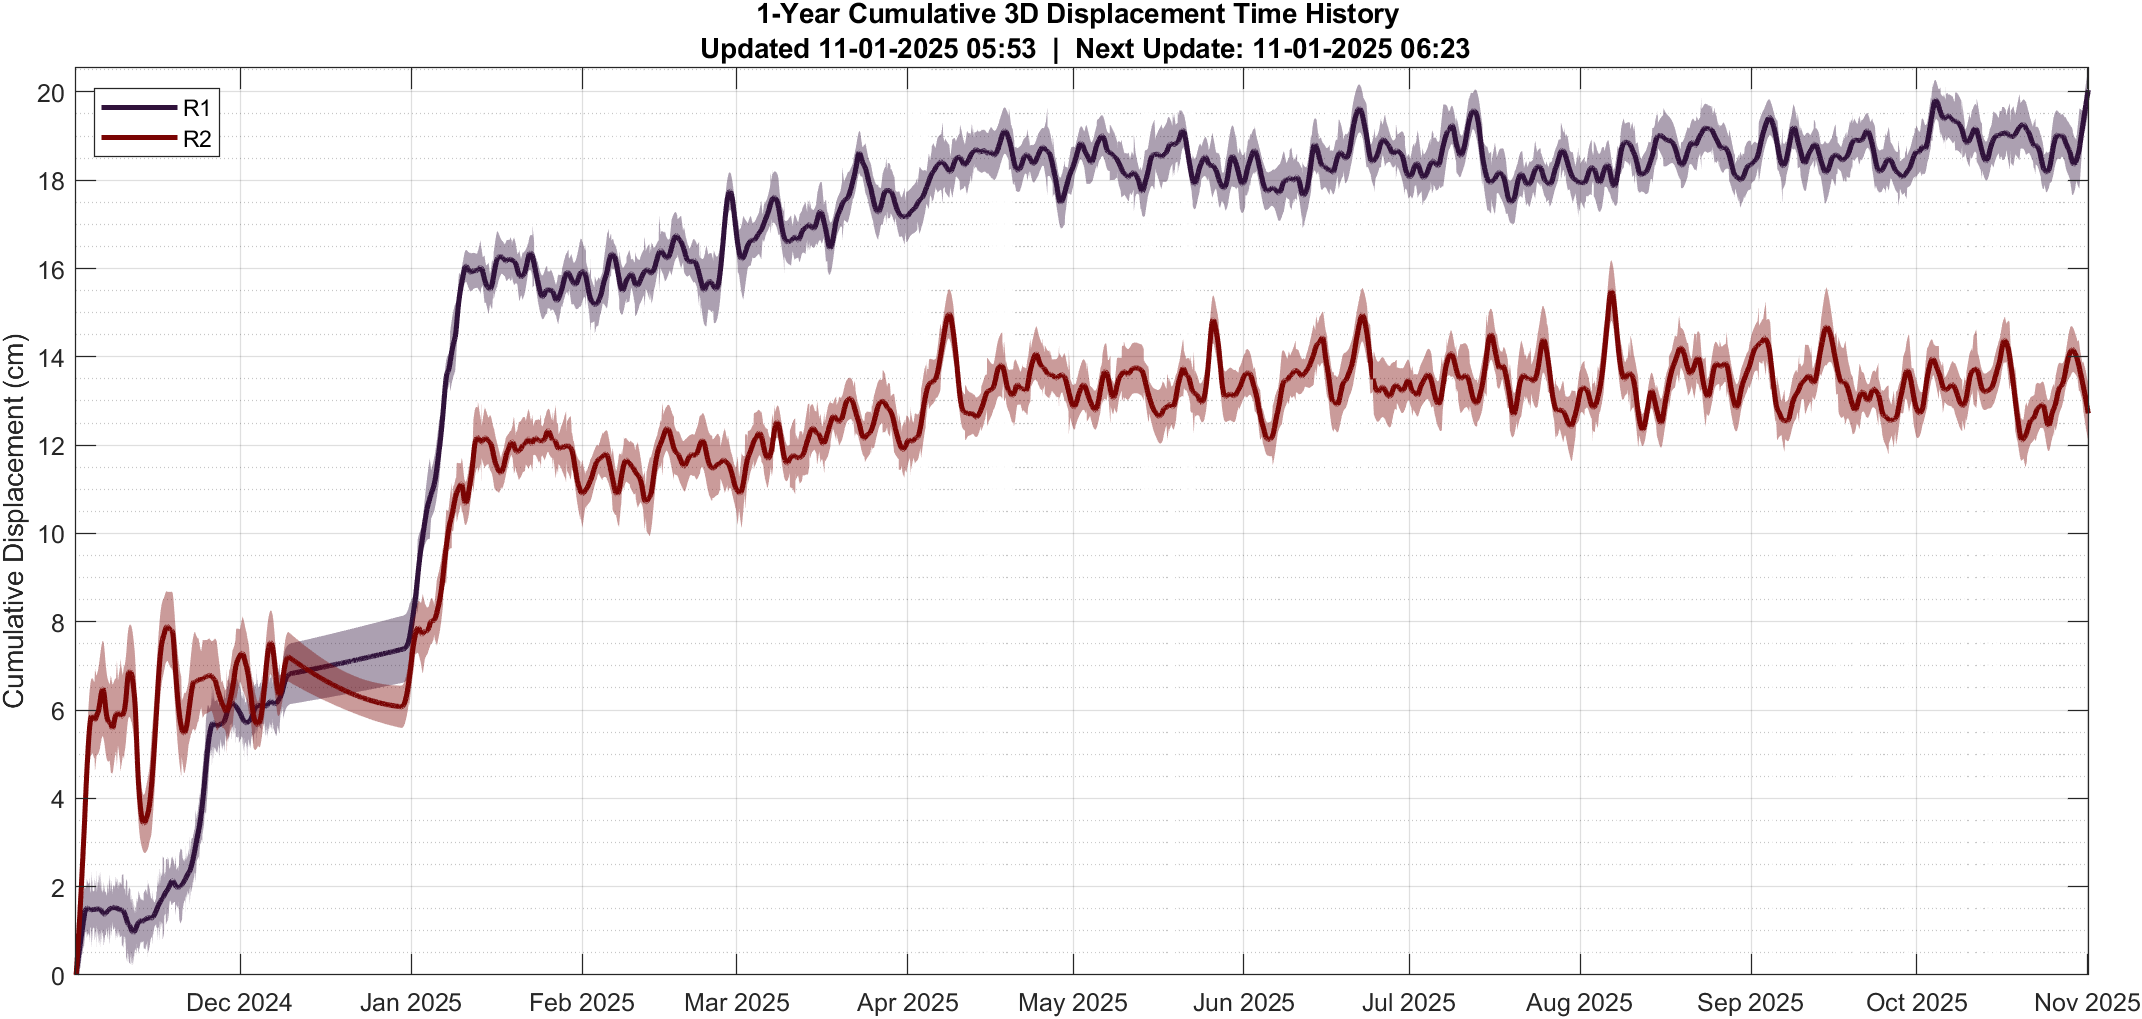 1-Year Cumulative 3D Displacement Time History
Updated 11-01-2025 05:53 | Next Update: 11-01-2025 06:23
R1
R2
Cumulative Displacement (cm)
20
18
16
14
12
10
8
6
4
2
0
Dec 2024
Jan 2025
Feb 2025
Mar 2025
Apr 2025
May 2025
Jun 2025
Jul 2025
Aug 2025
Sep 2025
Oct 2025
Nov 2025